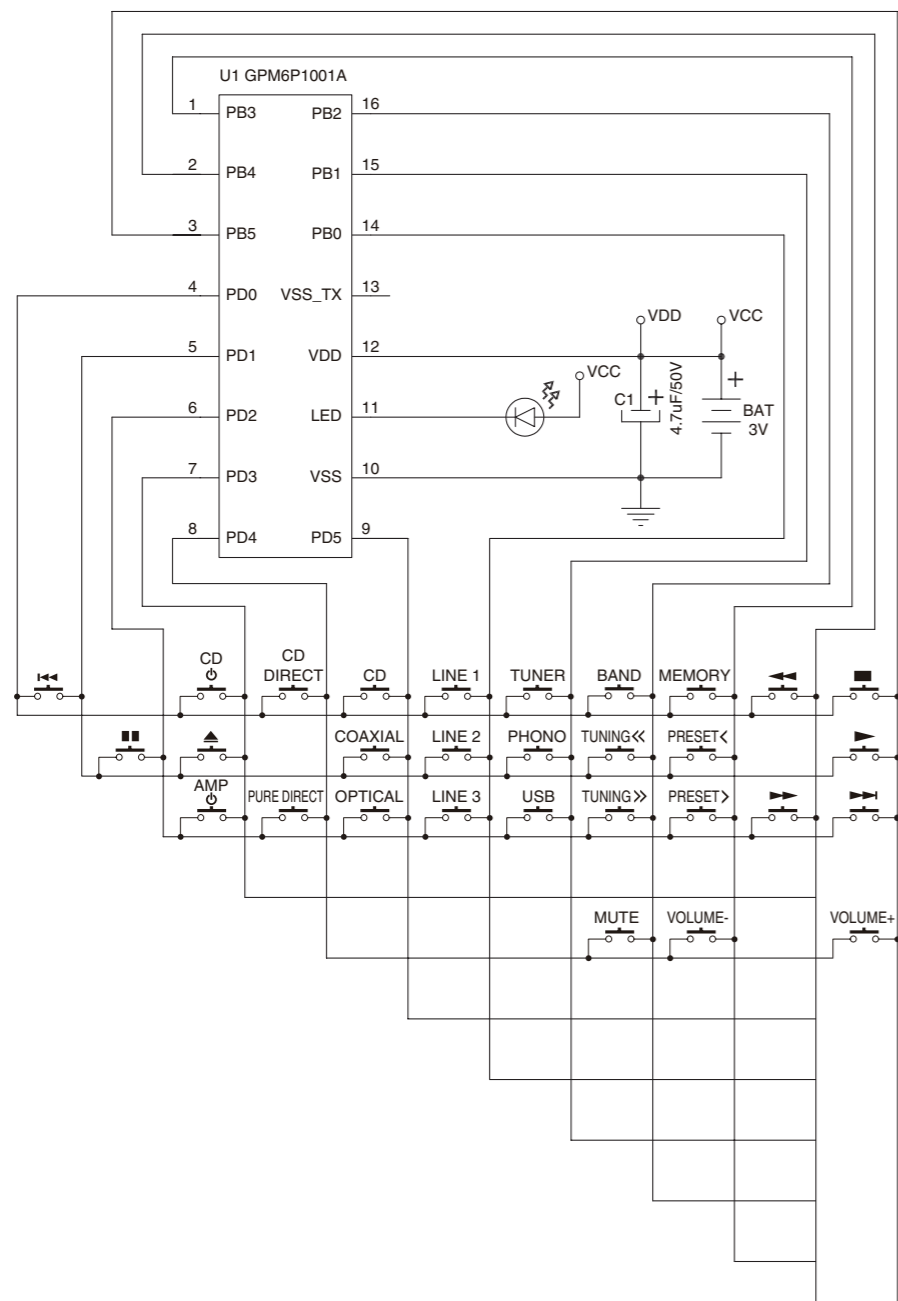 U1 GPM6P1001A
1 PB3 PB2 16
2 PB4 PB1 15
3 PB5 PB0 14
4 PD0 VSS_TX 13
5 PD1 VDD 12
6 PD2 LED 11
7 PD3 VSS 10
8 PD4 PD5 9
VDD
VCC
VCC
C1 +
4.7uF/50V
+
BAT
3V
CD
CD
DIRECT
CD
LINE 1
TUNER
BAND
MEMORY
COAXIAL
LINE 2
PHONO
TUNING<<
PRESET<
AMP
PURE DIRECT
OPTICAL
LINE 3
USB
TUNING>>
PRESET>
MUTE
VOLUME-
VOLUME+